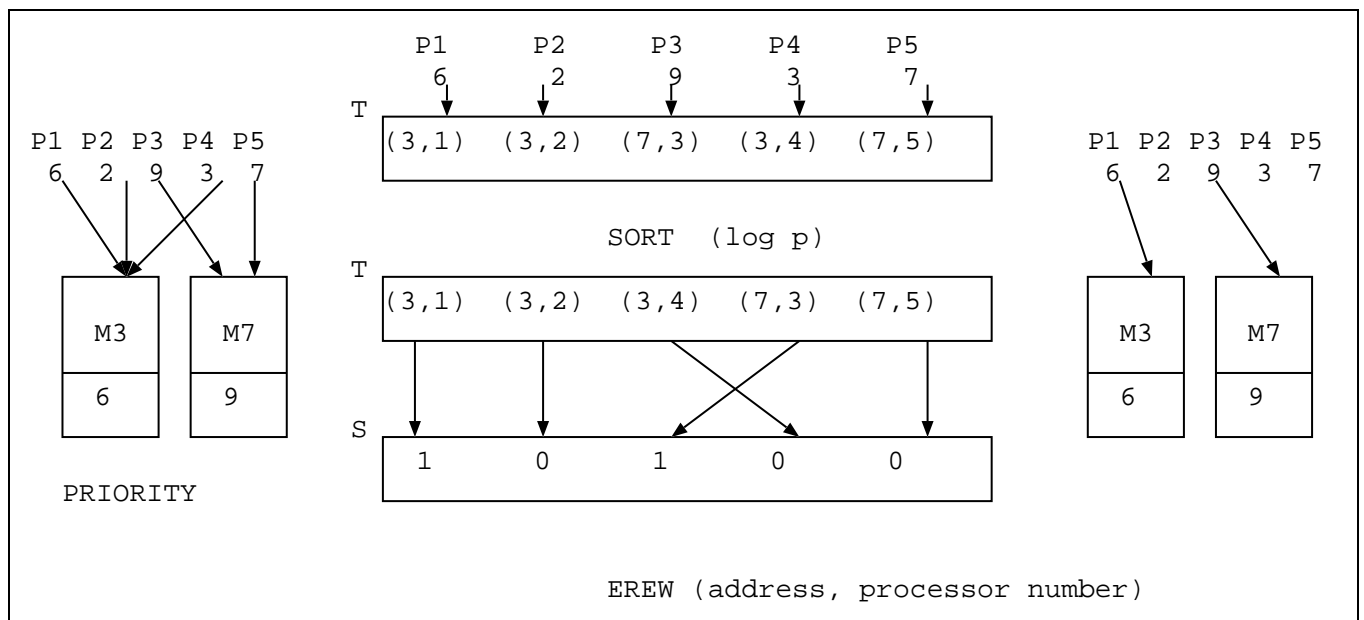 P1 P2 P3 P4 P5
6 2 9 3 7
T
(3,1) (3,2) (7,3) (3,4) (7,5)
P1 P2 P3 P4 P5
6 2 9 3 7
P1 P2 P3 P4 P5
6 2 9 3 7
SORT (log p)
T
(3,1) (3,2) (3,4) (7,3) (7,5)
M3 M7
6 9
M3 M7
6 9
S
1 0 1 0 0
PRIORITY
EREW (address, processor number)